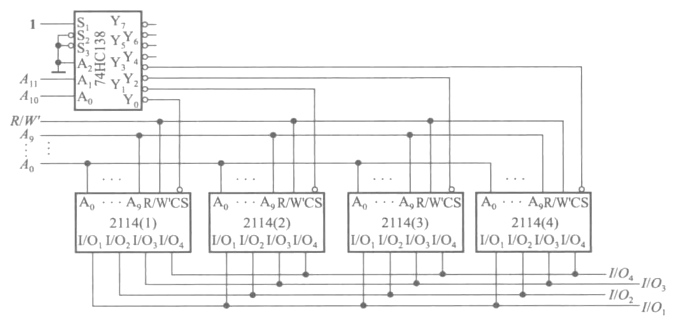 1
S₁
S₂
S₃
A₂
A₁
A₀
74HC138
Y₇
Y₆
Y₅
Y₄
Y₃
Y₂
Y₁
Y₀
A₁₁
A₁₀
R/W'
A₉
A₀
A₀ · · · A₉ R/W'CS
2114(1)
I/O₁ I/O₂ I/O₃ I/O₄
A₀ · · · A₉ R/W'CS
2114(2)
I/O₁ I/O₂ I/O₃ I/O₄
A₀ · · · A₉ R/W'CS
2114(3)
I/O₁ I/O₂ I/O₃ I/O₄
A₀ · · · A₉ R/W'CS
2114(4)
I/O₁ I/O₂ I/O₃ I/O₄
I/O₄
I/O₃
I/O₂
I/O₁